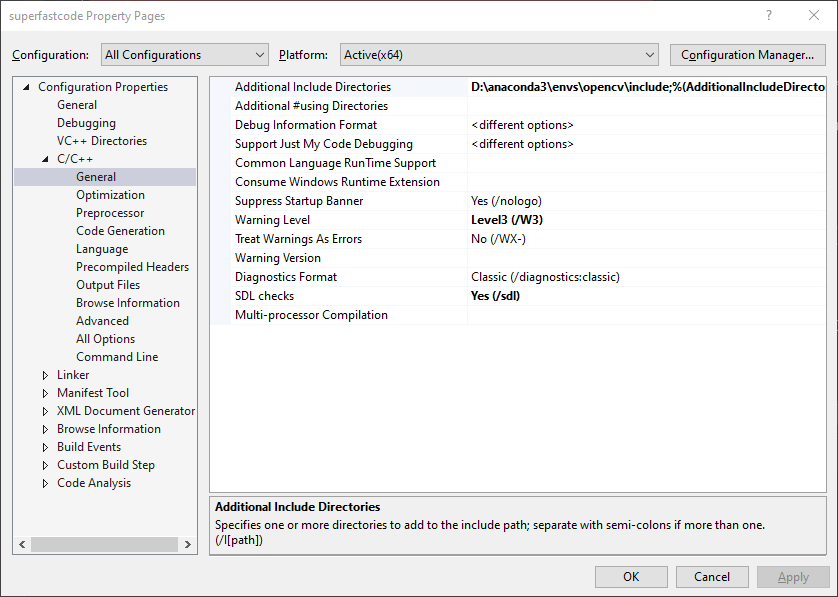 superfastcode Property Pages
Configuration: All Configurations Platform: Active(x64) Configuration Manager...
Configuration Properties
General
Debugging
VC++ Directories
C/C++
General
Optimization
Preprocessor
Code Generation
Language
Precompiled Headers
Output Files
Browse Information
Advanced
All Options
Command Line
Linker
Manifest Tool
XML Document Generator
Browse Information
Build Events
Custom Build Step
Code Analysis
Additional Include Directories D:\anaconda3\envs\opencv\include;%(AdditionalIncludeDirecto
Additional #using Directories
Debug Information Format <different options>
Support Just My Code Debugging <different options>
Common Language RunTime Support
Consume Windows Runtime Extension
Suppress Startup Banner Yes (/nologo)
Warning Level Level3 (/W3)
Treat Warnings As Errors No (/WX-)
Warning Version
Diagnostics Format Classic (/diagnostics:classic)
SDL checks Yes (/sdl)
Multi-processor Compilation
Additional Include Directories
Specifies one or more directories to add to the include path; separate with semi-colons if more than one.
(/I[path])
OK Cancel Apply